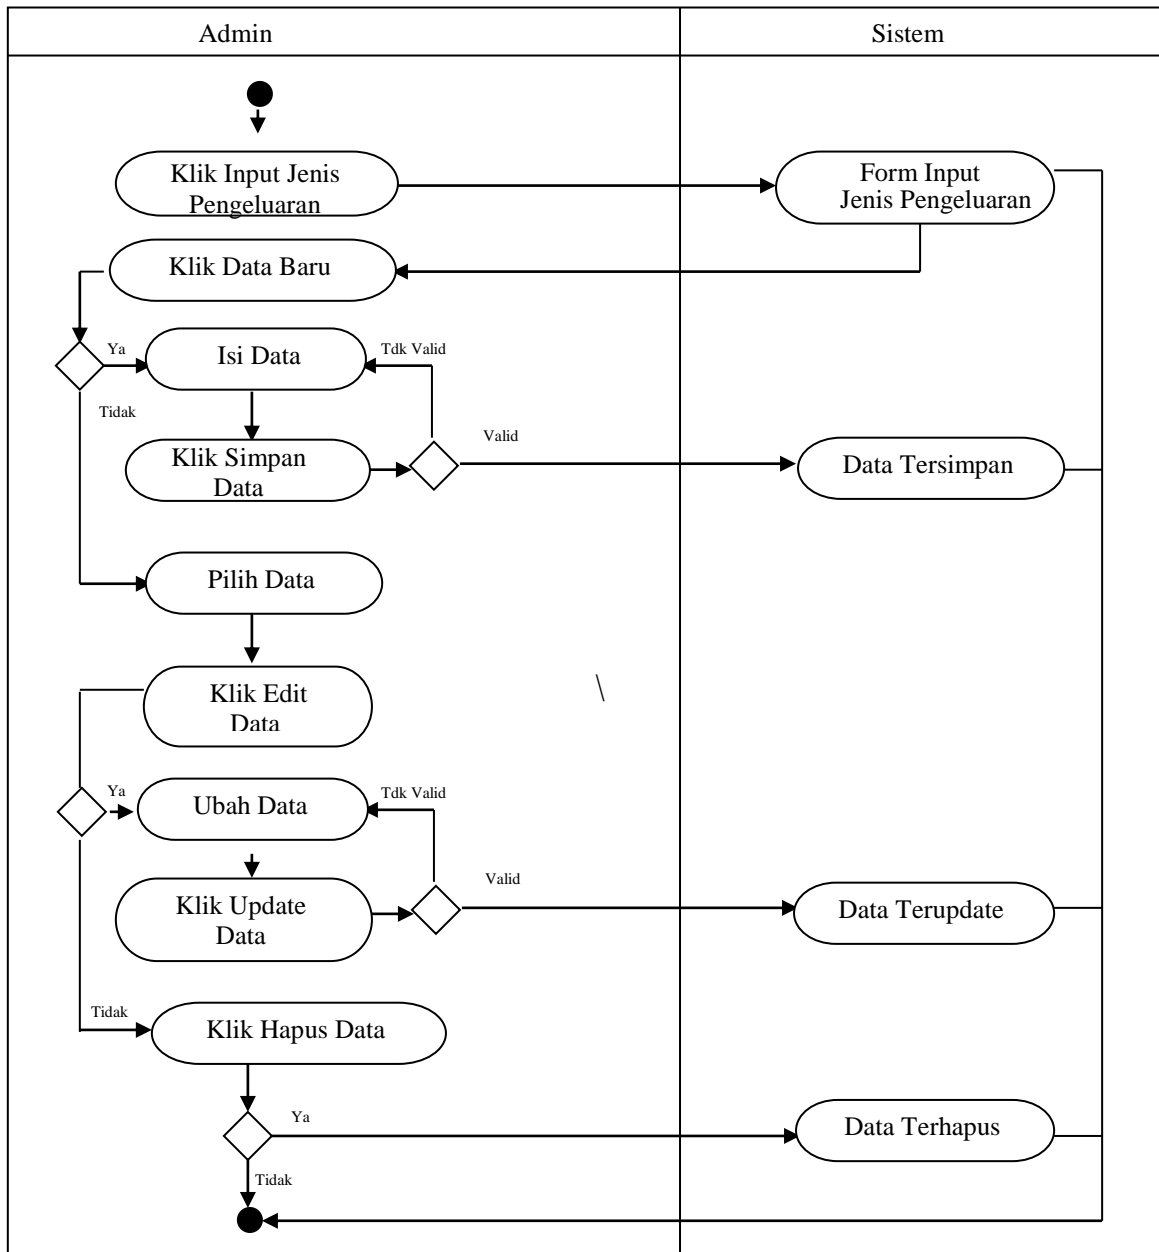 Admin
Sistem
Klik Input Jenis
Pengeluaran
Form Input
Jenis Pengeluaran
Klik Data Baru
Ya
Isi Data
Tdk Valid
Tidak
Klik Simpan
Data
Valid
Data Tersimpan
Pilih Data
Klik Edit
Data
\
Ya
Ubah Data
Tdk Valid
Klik Update
Data
Valid
Data Terupdate
Tidak
Klik Hapus Data
Ya
Data Terhapus
Tidak